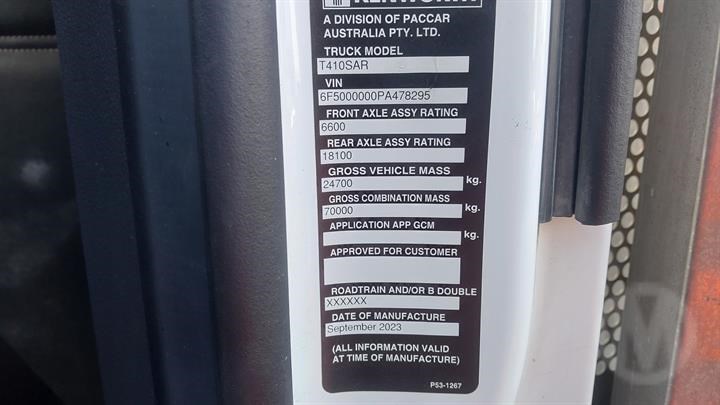 KENWORTH
A DIVISION OF PACCAR
AUSTRALIA PTY. LTD.
TRUCK MODEL
T410SAR
VIN
6F5000000PA478295
FRONT AXLE ASSY RATING
6600
REAR AXLE ASSY RATING
18100
GROSS VEHICLE MASS
24700 kg.
GROSS COMBINATION MASS
70000 kg.
APPLICATION APP GCM
kg.
APPROVED FOR CUSTOMER
ROADTRAIN AND/OR B DOUBLE
XXXXXX
DATE OF MANUFACTURE
September 2023
(ALL INFORMATION VALID
AT TIME OF MANUFACTURE)
P53-1267